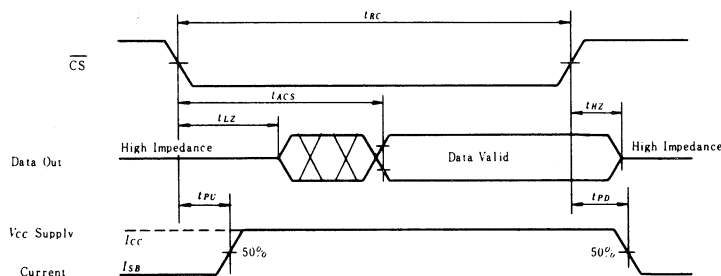 tRC
CS
tACS
tLZ
tHZ
High Impedance
High Impedance
Data Out
Data Valid
tPU
tPD
VCC Supply
ICC
50%
50%
Current
ISB